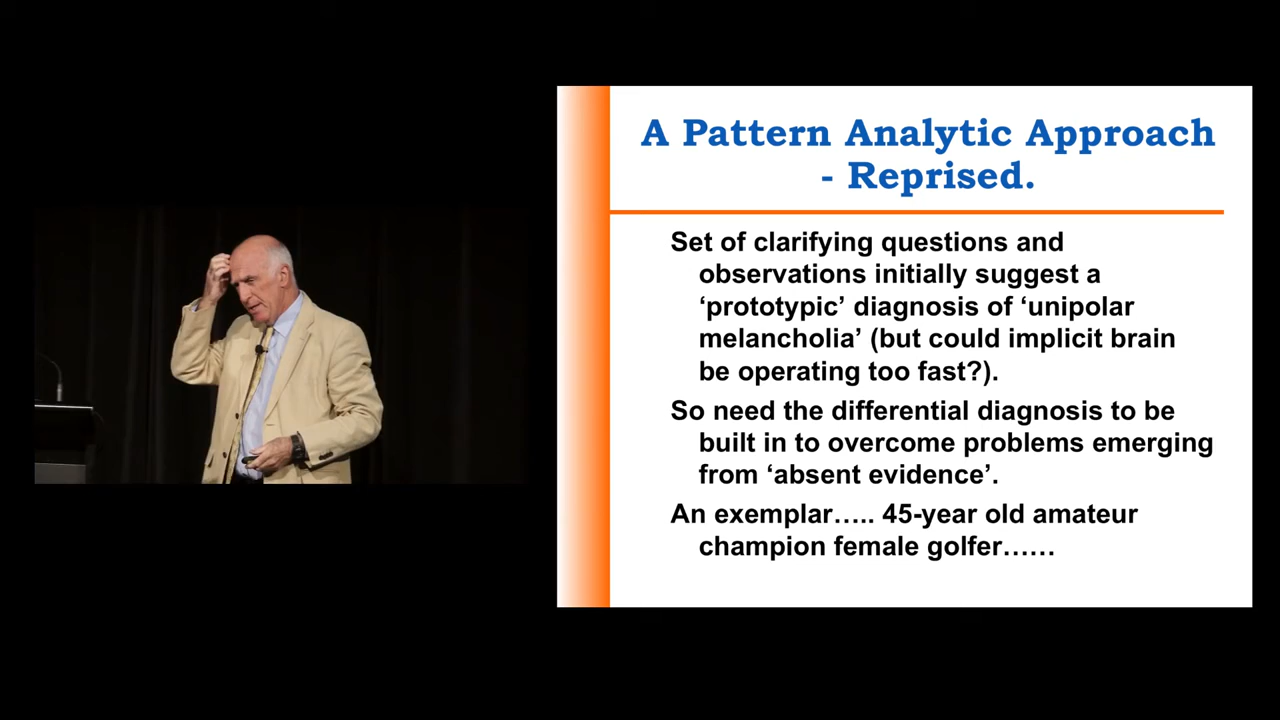 A Pattern Analytic Approach
- Reprised.
Set of clarifying questions and
observations initially suggest a
‘prototypic’ diagnosis of ‘unipolar
melancholia’ (but could implicit brain
be operating too fast?).
So need the differential diagnosis to be
built in to overcome problems emerging
from ‘absent evidence’.
An exemplar….. 45-year old amateur
champion female golfer……